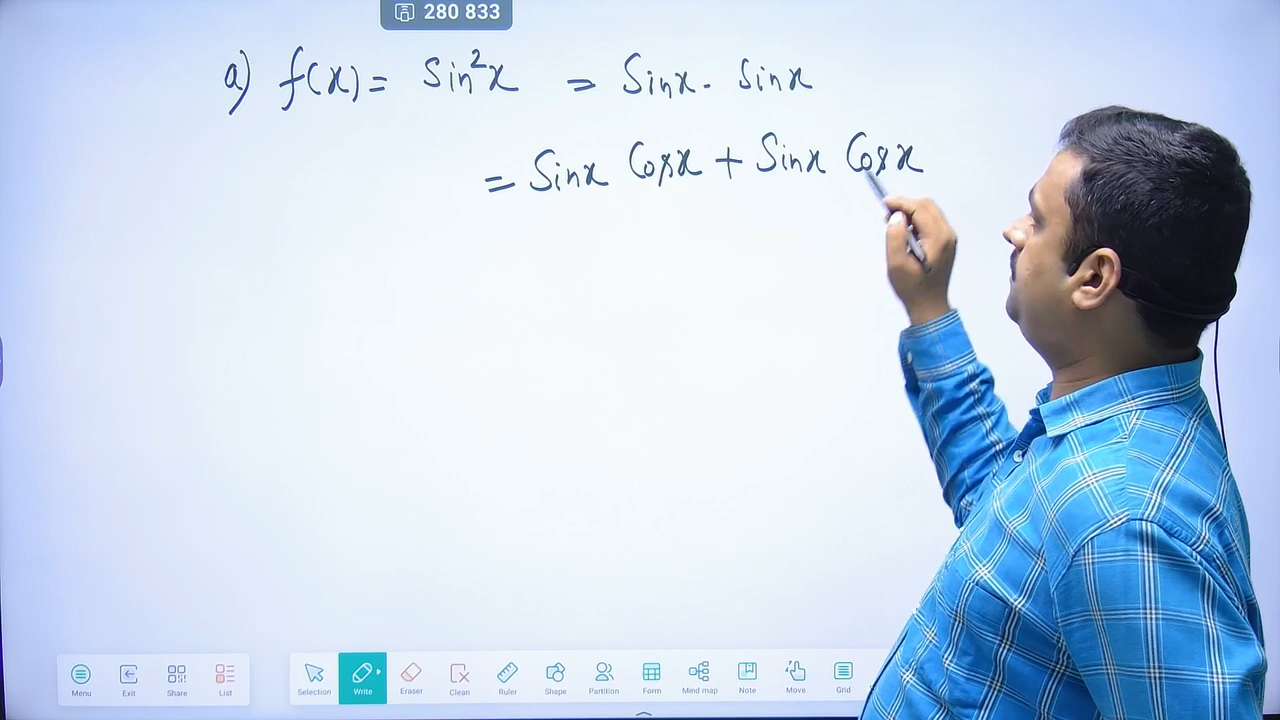 280 833
a) f(x) = Sin²x = Sinx. Sinx
= Sinx Cosx + Sinx Cosx
Menu Exit Share List Selection Write Eraser Clean Ruler Shape Partition Form Mind map Note Move Grid